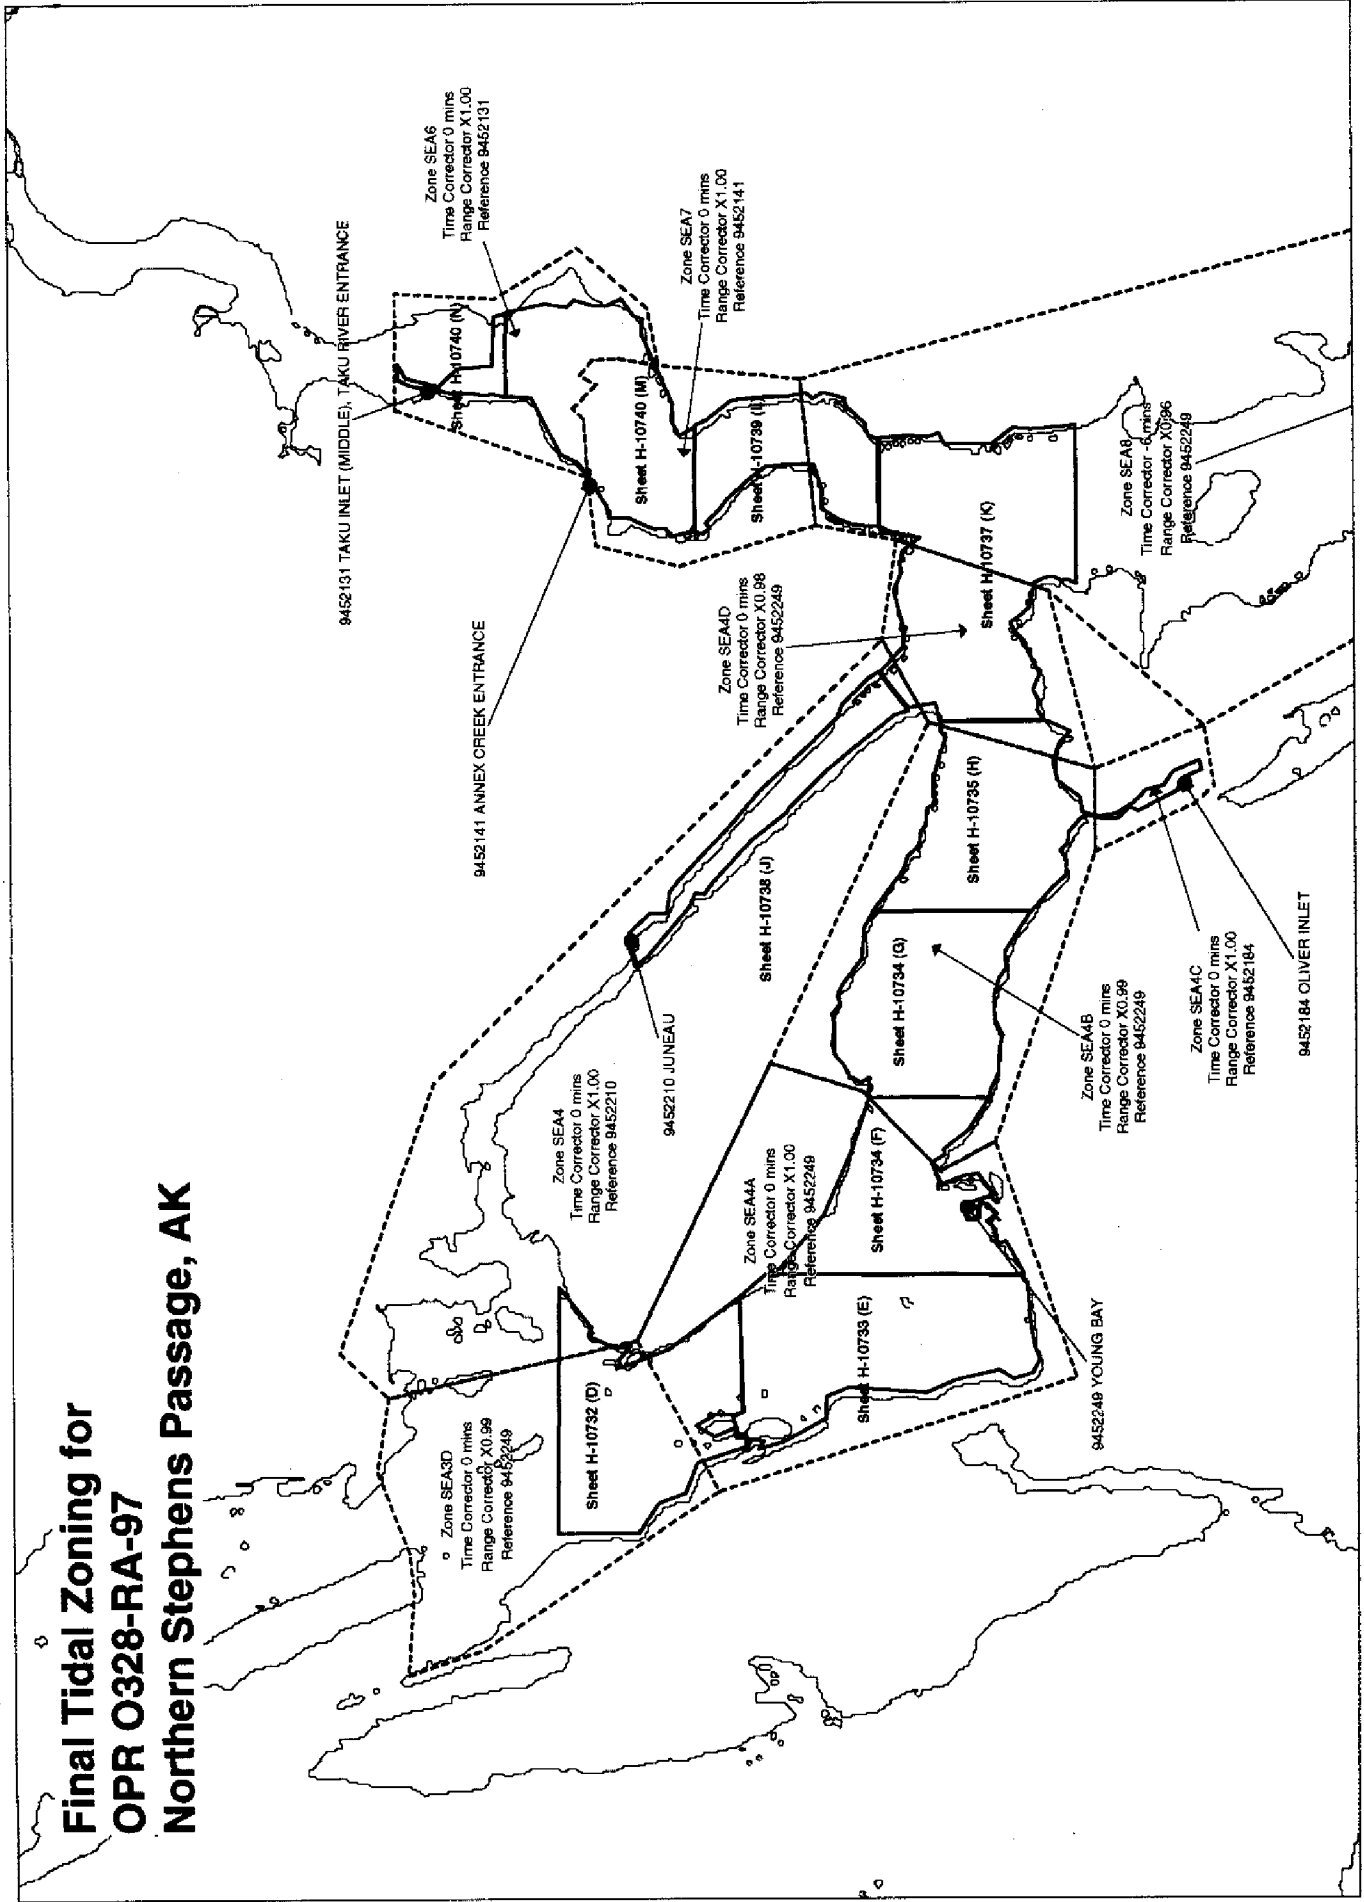 Final Tidal Zoning for
OPR O328-RA-97
Northern Stephens Passage, AK
Zone SEA3D
Time Corrector 0 mins
Range Corrector X0.99
Reference 9452249
Sheet H-10732 (D)
Zone SEA4
Time Corrector 0 mins
Range Corrector X1.00
Reference 9452210
9452210 JUNEAU
Zone SEA4A
Time Corrector 0 mins
Range Corrector X1.00
Reference 9452249
Sheet H-10733 (E)
Sheet H-10734 (F)
9452249 YOUNG BAY
Sheet H-10738 (J)
Sheet H-10734 (G)
Sheet H-10735 (H)
Zone SEA4B
Time Corrector 0 mins
Range Corrector X0.99
Reference 9452249
Zone SEA4C
Time Corrector 0 mins
Range Corrector X1.00
Reference 9452184
9452184 OLIVER INLET
9452141 ANNEX CREEK ENTRANCE
9452131 TAKU INLET (MIDDLE), TAKU RIVER ENTRANCE
Zone SEA4D
Time Corrector 0 mins
Range Corrector X0.98
Reference 9452249
Sheet H-10737 (K)
Sheet H-10740 (N)
Sheet H-10740 (M)
Sheet H-10739 (L)
Zone SEA6
Time Corrector 0 mins
Range Corrector X1.00
Reference 9452131
Zone SEA7
Time Corrector 0 mins
Range Corrector X1.00
Reference 9452141
Zone SEA8
Time Corrector -6 mins
Range Corrector X0.96
Reference 9452249